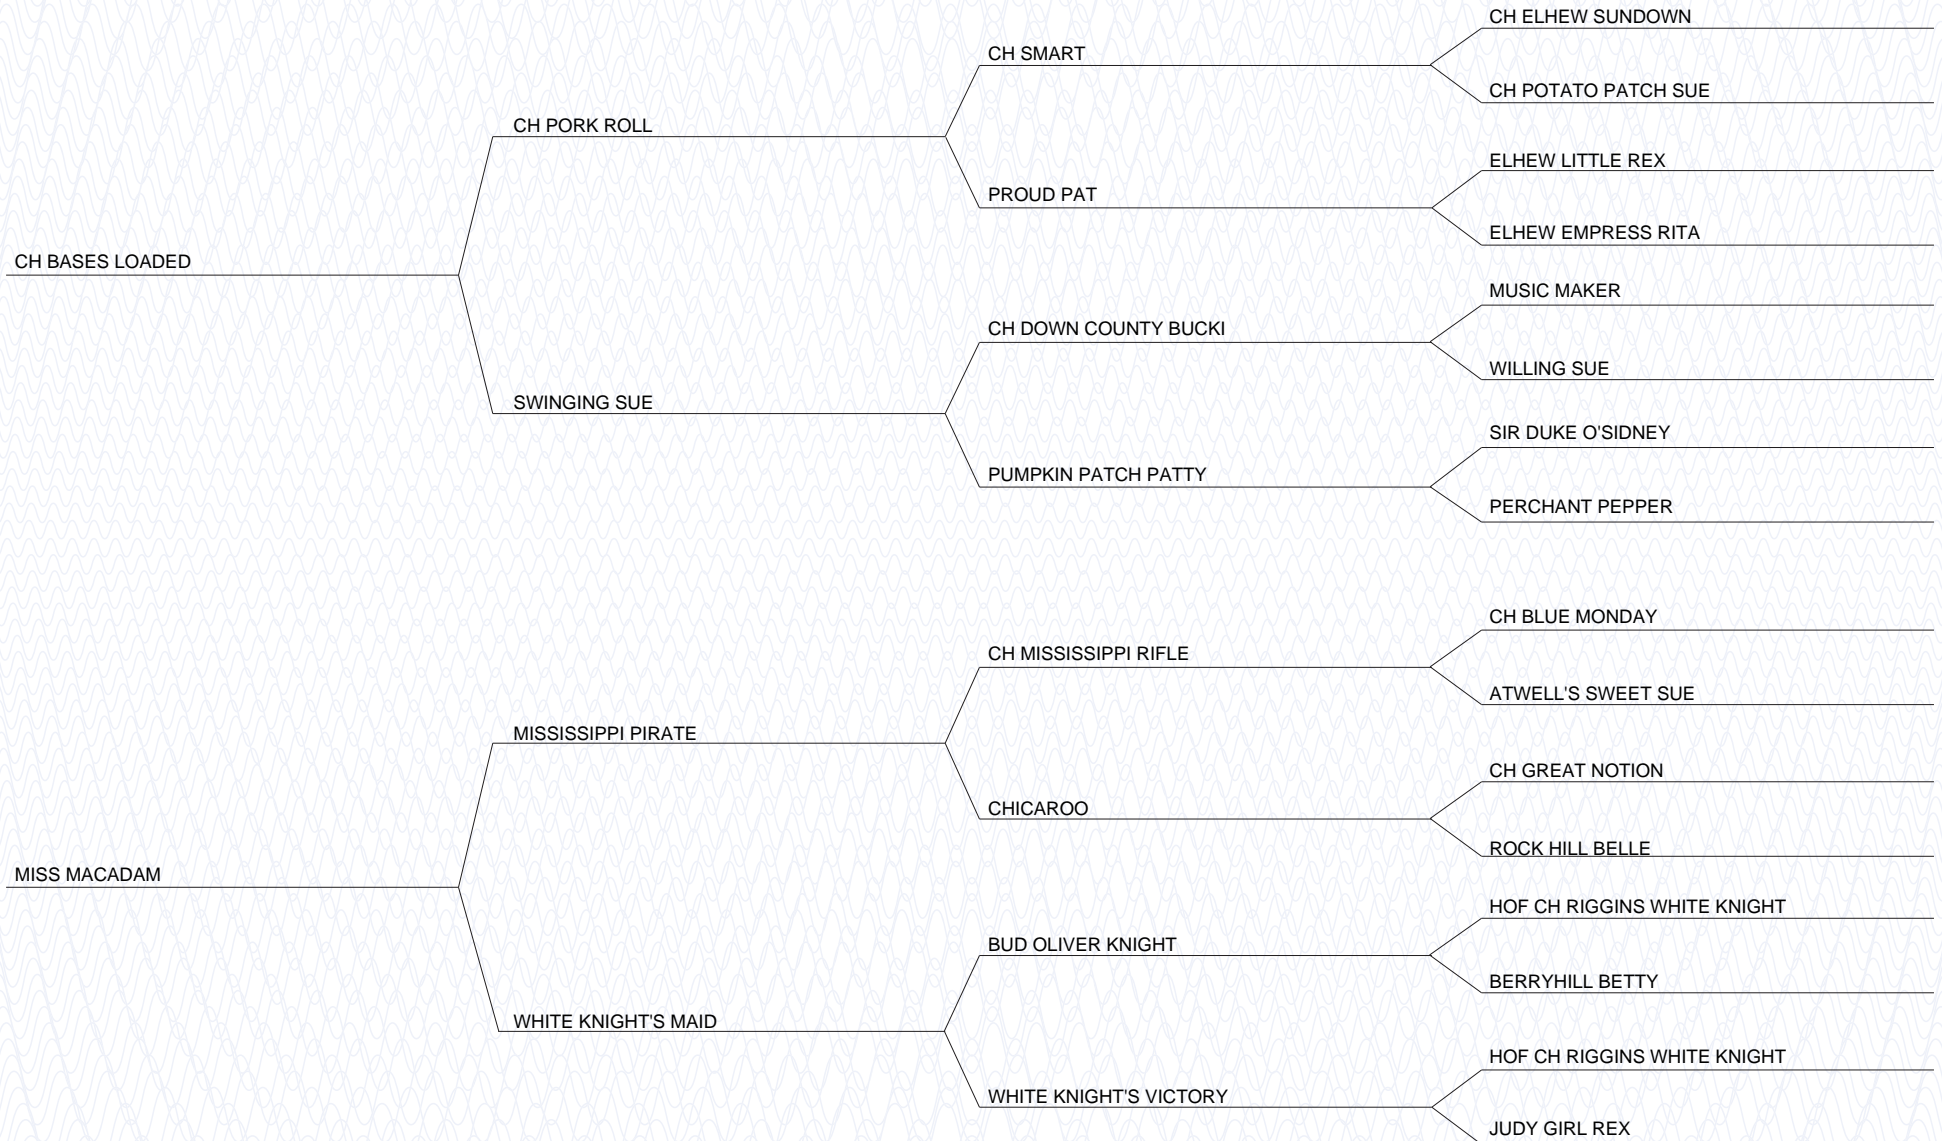 CH ELHEW SUNDOWN
CH SMART
CH POTATO PATCH SUE
CH PORK ROLL
ELHEW LITTLE REX
PROUD PAT
ELHEW EMPRESS RITA
CH BASES LOADED
MUSIC MAKER
CH DOWN COUNTY BUCKI
WILLING SUE
SWINGING SUE
SIR DUKE O'SIDNEY
PUMPKIN PATCH PATTY
PERCHANT PEPPER
CH BLUE MONDAY
CH MISSISSIPPI RIFLE
ATWELL'S SWEET SUE
MISSISSIPPI PIRATE
CH GREAT NOTION
CHICAROO
ROCK HILL BELLE
MISS MACADAM
HOF CH RIGGINS WHITE KNIGHT
BUD OLIVER KNIGHT
BERRYHILL BETTY
WHITE KNIGHT'S MAID
HOF CH RIGGINS WHITE KNIGHT
WHITE KNIGHT'S VICTORY
JUDY GIRL REX